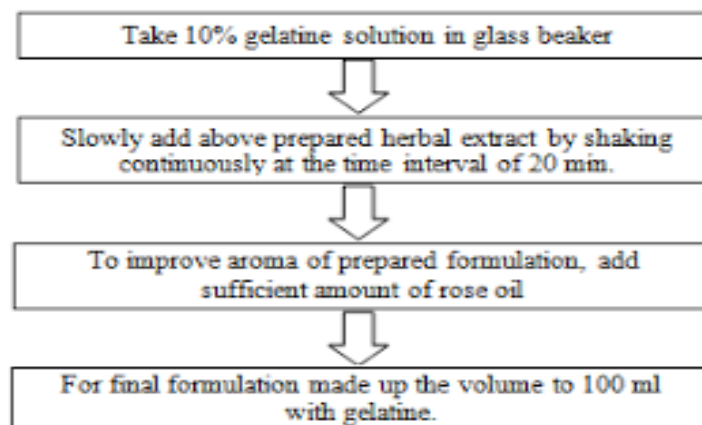 Take 10% gelatine solution in glass beaker
Slowly add above prepared herbal extract by shaking
continuously at the time interval of 20 min.
To improve aroma of prepared formulation, add
sufficient amount of rose oil
For final formulation made up the volume to 100 ml
with gelatine.